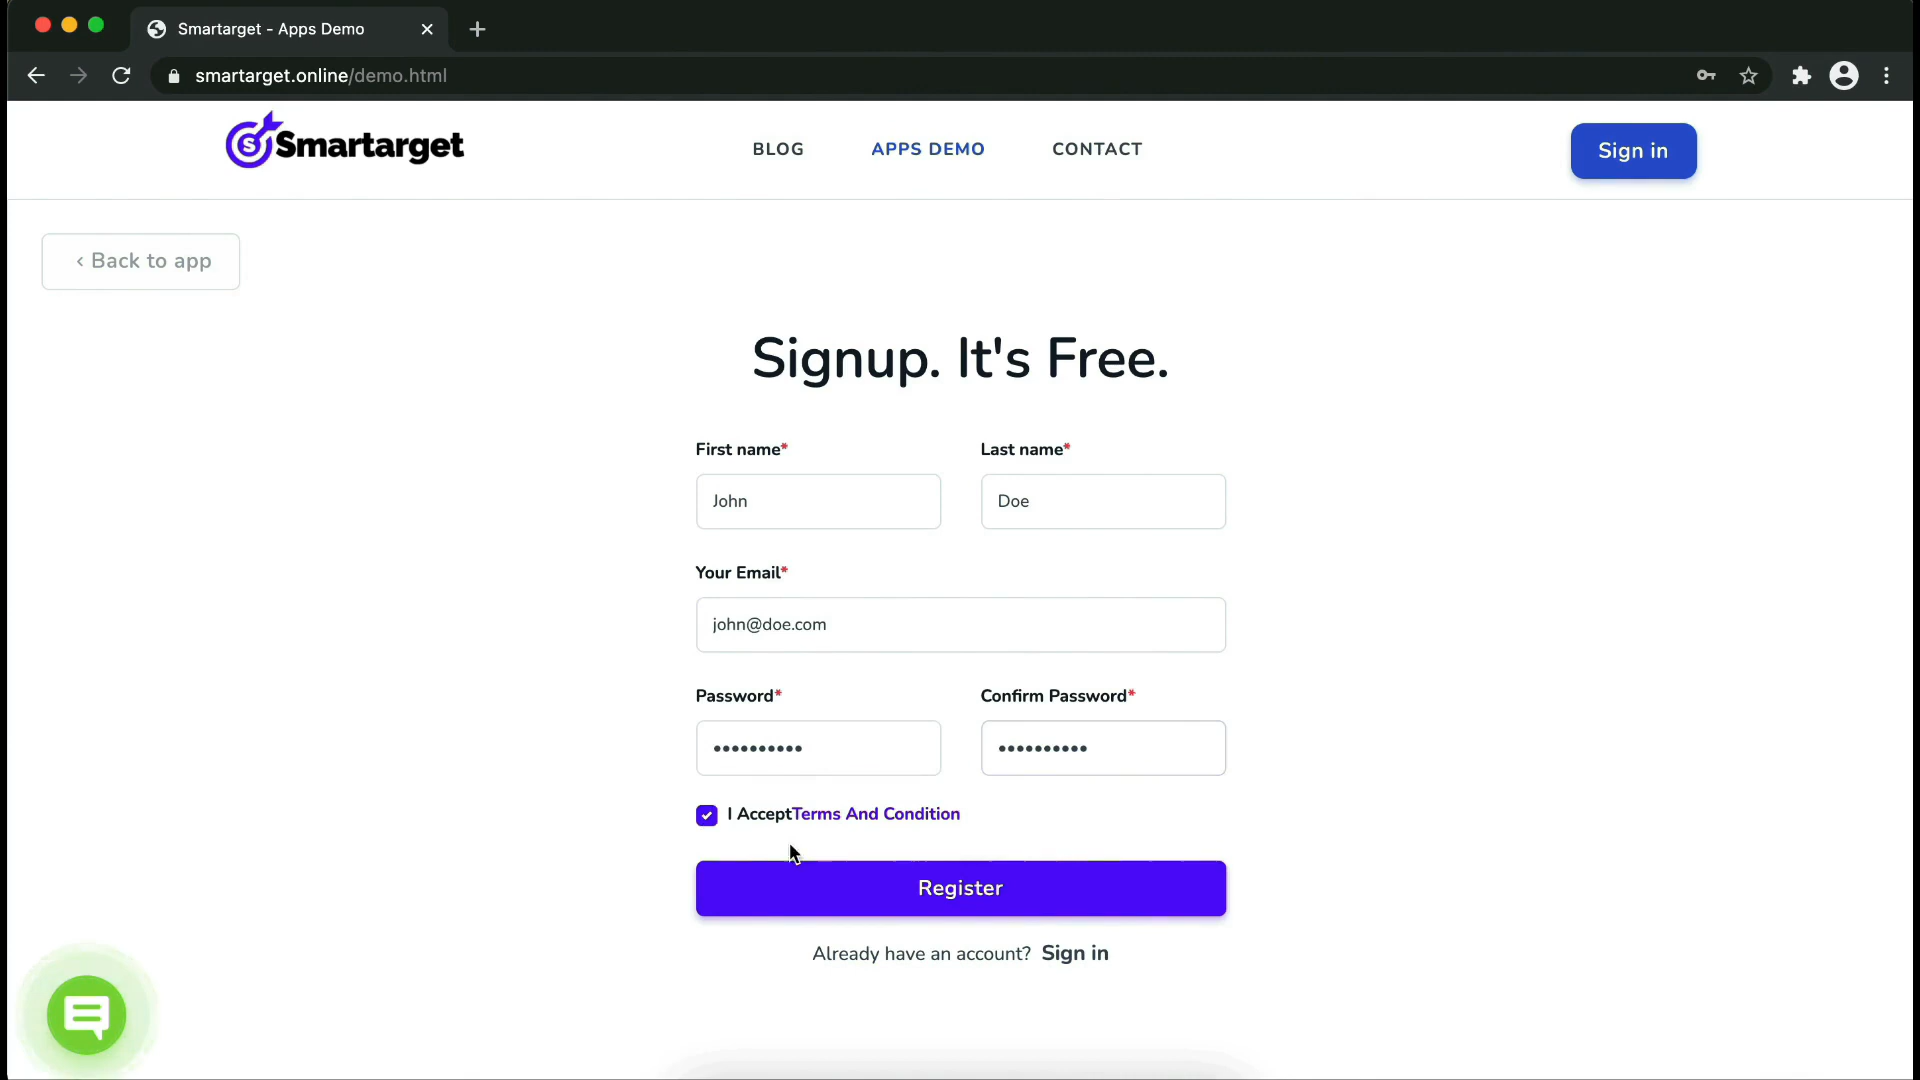 Smartarget - Apps Demo
smartarget.online/demo.html
Smartarget
BLOG
APPS DEMO
CONTACT
Sign in
‹ Back to app
Signup. It's Free.
First name*
Last name*
John
Doe
Your Email*
john@doe.com
Password*
Confirm Password*
••••••••••
••••••••••
I AcceptTerms And Condition
Register
Already have an account? Sign in